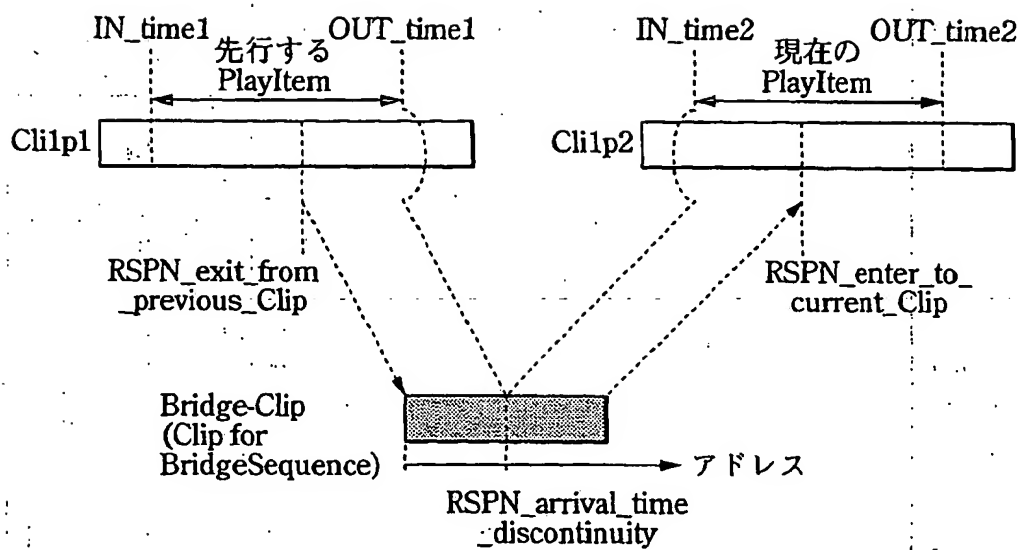 IN_time1
OUT_time1
先行する
PlayItem
IN_time2
OUT_time2
現在の
PlayItem
Cli1p1
Cli1p2
RSPN_exit_from
_previous_Clip
RSPN_enter_to_
current_Clip
Bridge-Clip
(Clip for
BridgeSequence)
アドレス
RSPN_arrival_time
_discontinuity